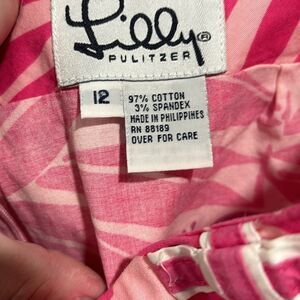 Lilly®
PULITZER
12
97% COTTON
3% SPANDEX
MADE IN PHILIPPINES
RN 88189
OVER FOR CARE